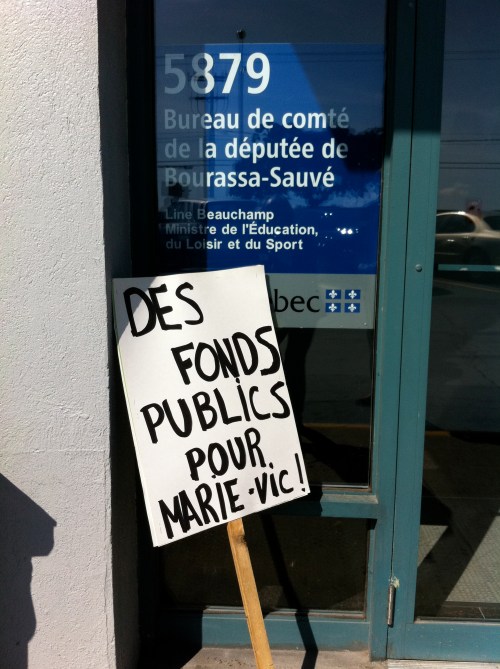 5879
Bureau de comté
de la députée de
Bourassa-Sauvé
Line Beauchamp
Ministre de l'Éducation,
du Loisir et du Sport
bec
DES
FONDS
PUBLICS
POUR
MARIE-VIC!